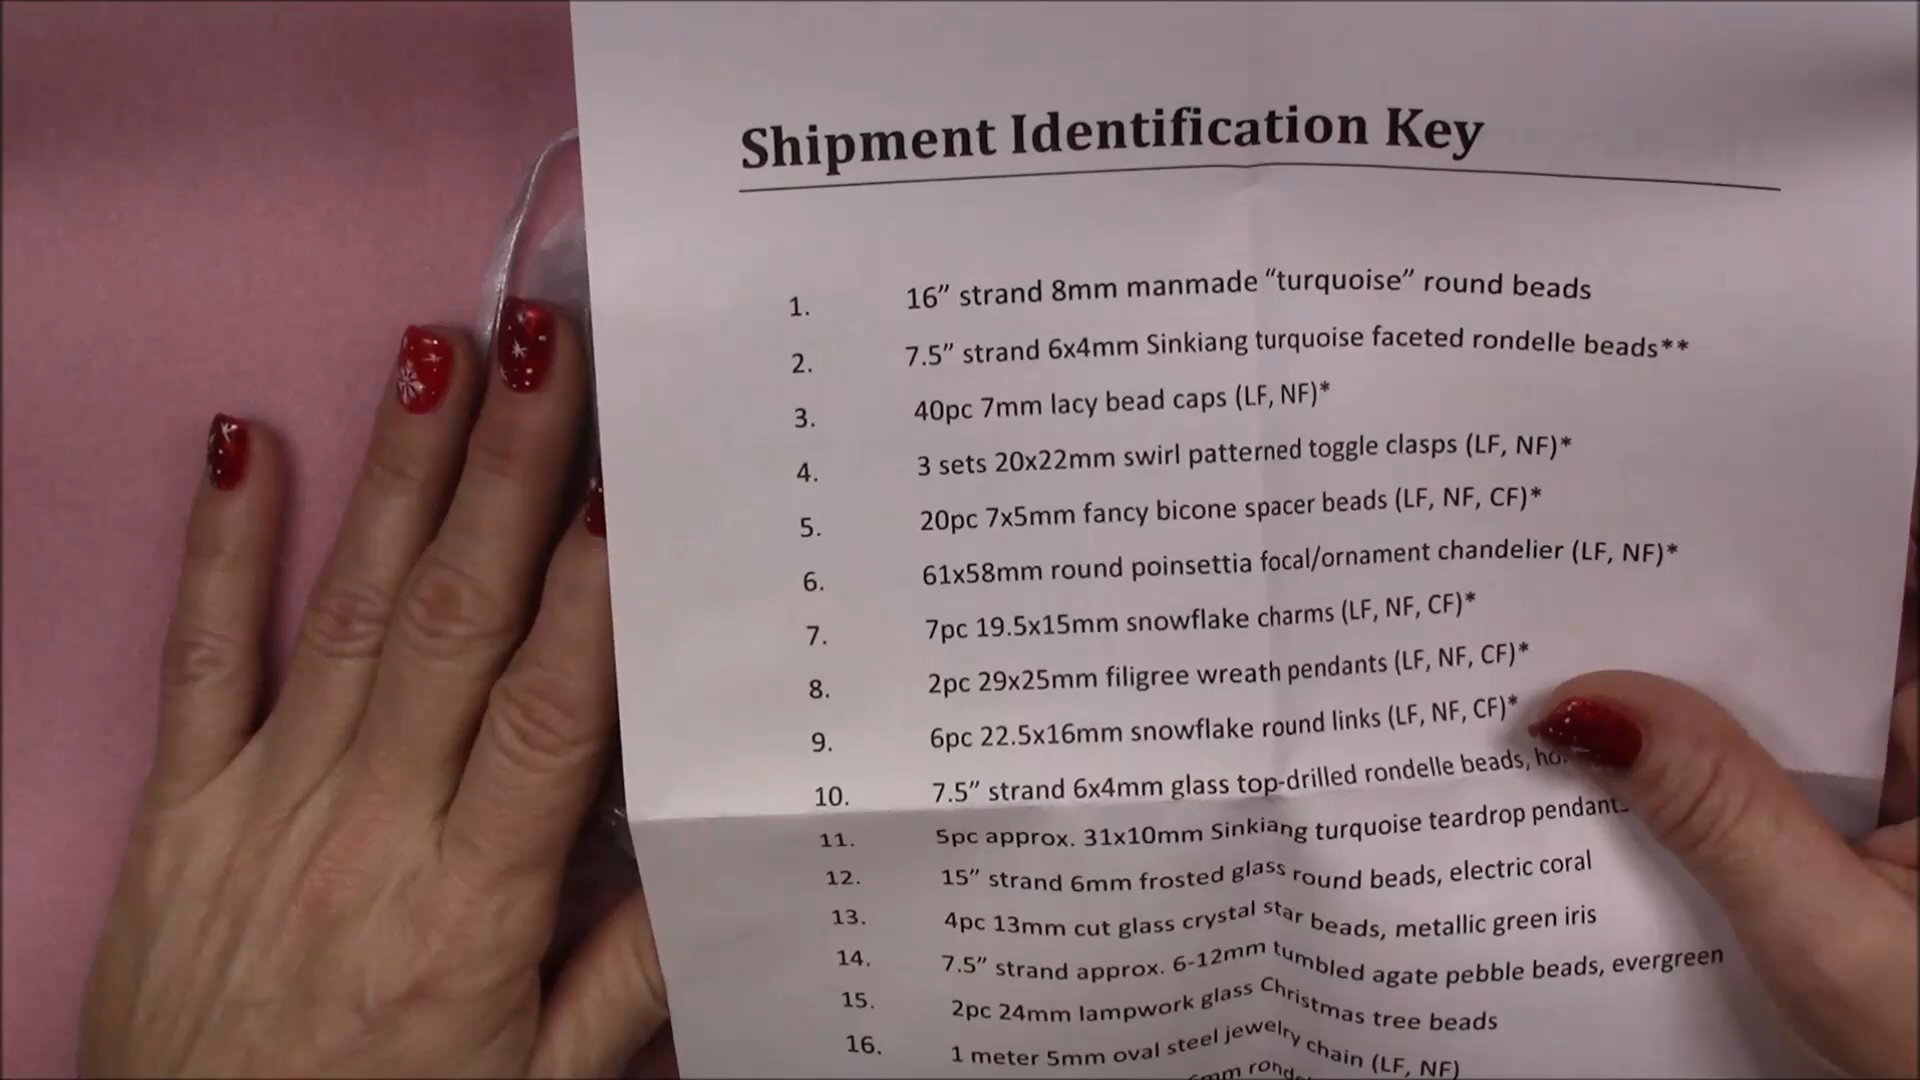 Shipment Identification Key
1. 16” strand 8mm manmade “turquoise” round beads
2. 7.5” strand 6x4mm Sinkiang turquoise faceted rondelle beads**
3. 40pc 7mm lacy bead caps (LF, NF)*
4. 3 sets 20x22mm swirl patterned toggle clasps (LF, NF)*
5. 20pc 7x5mm fancy bicone spacer beads (LF, NF, CF)*
6. 61x58mm round poinsettia focal/ornament chandelier (LF, NF)*
7. 7pc 19.5x15mm snowflake charms (LF, NF, CF)*
8. 2pc 29x25mm filigree wreath pendants (LF, NF, CF)*
9. 6pc 22.5x16mm snowflake round links (LF, NF, CF)*
10. 7.5” strand 6x4mm glass top-drilled rondelle beads,
11. 5pc approx. 31x10mm Sinkiang turquoise teardrop pendants
12. 15” strand 6mm frosted glass round beads, electric coral
13. 4pc 13mm cut glass crystal star beads, metallic green iris
14. 7.5” strand approx. 6-12mm tumbled agate pebble beads, evergreen
15. 2pc 24mm lampwork glass Christmas tree beads
16. 1 meter 5mm oval steel jewelry chain (LF, NF)